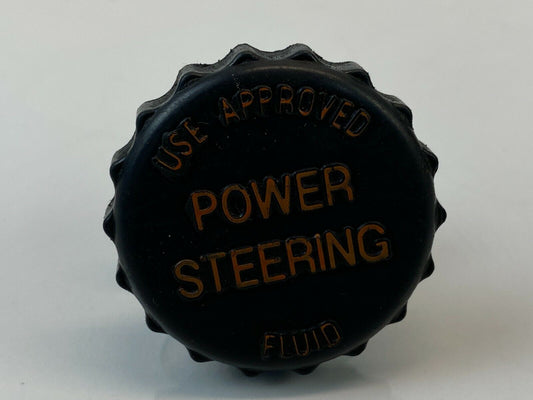 USE APPROVED
POWER
STEERING
FLUID